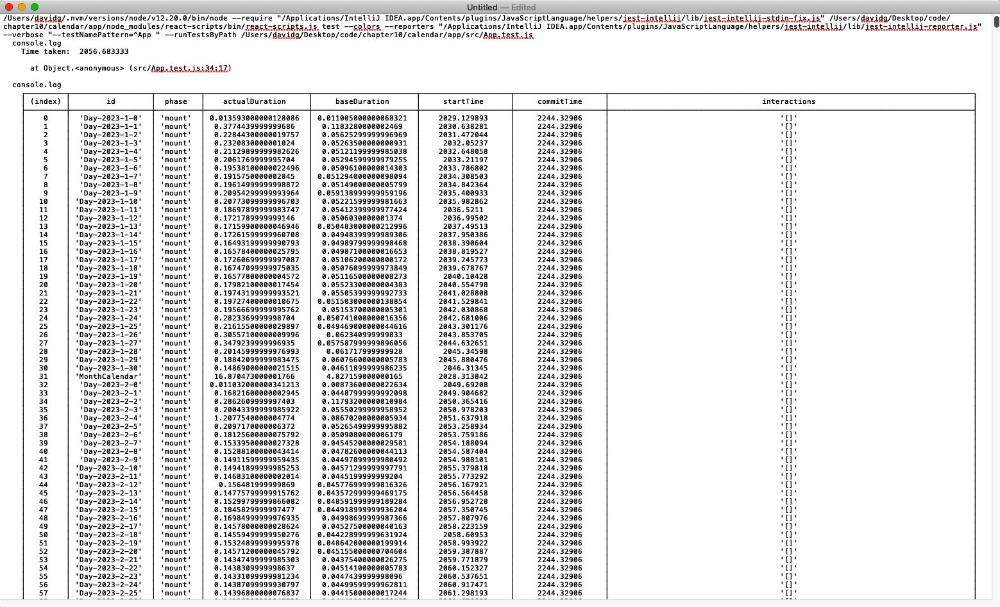 Untitled — Edited
/Users/davidg/.nvm/versions/node/v12.20.0/bin/node --require "/Applications/IntelliJ IDEA.app/Contents/plugins/JavaScriptLanguage/helpers/jest-intellij/lib/jest-intellij-stdin-fix.js" /Users/davidg/Desktop/code/
chapter10/calendar/app/node_modules/react-scripts/bin/react-scripts.js test --colors --reporters "/Applications/IntelliJ IDEA.app/Contents/plugins/JavaScriptLanguage/helpers/jest-intellij/lib/jest-intellij-reporter.js"
--verbose "--testNamePattern=^App " --runTestsByPath /Users/davidg/Desktop/code/chapter10/calendar/app/src/App.test.js
console.log
Time taken: 2056.683333
at Object.<anonymous> (src/App.test.js:34:17)
console.log
(index) id phase actualDuration baseDuration startTime commitTime interactions
0 'Day-2023-1-0' 'mount' 0.013593000000128086 0.011005000000068321 2029.129893 2244.32906 '[]'
1 'Day-2023-1-1' 'mount' 0.3774439999999686 0.1183280000002469 2030.638281 2244.32906 '[]'
2 'Day-2023-1-2' 'mount' 0.22844300000019757 0.05625299999996969 2031.472044 2244.32906 '[]'
3 'Day-2023-1-3' 'mount' 0.2320830000001024 0.05263500000000931 2032.05237 2244.32906 '[]'
4 'Day-2023-1-4' 'mount' 0.21129899999982626 0.05121199999985038 2032.648058 2244.32906 '[]'
5 'Day-2023-1-5' 'mount' 0.2061769999995704 0.05294599999979255 2033.21197 2244.32906 '[]'
6 'Day-2023-1-6' 'mount' 0.19538100000022496 0.05096100000014303 2033.786802 2244.32906 '[]'
7 'Day-2023-1-7' 'mount' 0.1915750000002845 0.051294000000098094 2034.308503 2244.32906 '[]'
8 'Day-2023-1-8' 'mount' 0.19614999999998872 0.05149000000005799 2034.842364 2244.32906 '[]'
9 'Day-2023-1-9' 'mount' 0.20954299999993964 0.059138999999959196 2035.400933 2244.32906 '[]'
10 'Day-2023-1-10' 'mount' 0.20773099999996703 0.05221599999981663 2035.982862 2244.32906 '[]'
11 'Day-2023-1-11' 'mount' 0.18697899999983747 0.05412399999977424 2036.5211 2244.32906 '[]'
12 'Day-2023-1-12' 'mount' 0.1721789999999146 0.0506030000001374 2036.99502 2244.32906 '[]'
13 'Day-2023-1-13' 'mount' 0.17159900000046946 0.050483000000212996 2037.49513 2244.32906 '[]'
14 'Day-2023-1-14' 'mount' 0.17261599999960708 0.04948399999989306 2037.950386 2244.32906 '[]'
15 'Day-2023-1-15' 'mount' 0.16493199999990793 0.04989799999998468 2038.390604 2244.32906 '[]'
16 'Day-2023-1-16' 'mount' 0.16578400000025795 0.04987100000016653 2038.819527 2244.32906 '[]'
17 'Day-2023-1-17' 'mount' 0.17260699999997087 0.05106200000000172 2039.245773 2244.32906 '[]'
18 'Day-2023-1-18' 'mount' 0.16747099999975035 0.05076099999973849 2039.678767 2244.32906 '[]'
19 'Day-2023-1-19' 'mount' 0.16577800000004572 0.05116500000008273 2040.10428 2244.32906 '[]'
20 'Day-2023-1-20' 'mount' 0.17982100000017454 0.05523300000004383 2040.554798 2244.32906 '[]'
21 'Day-2023-1-21' 'mount' 0.19743199999993521 0.05505399999992733 2041.028808 2244.32906 '[]'
22 'Day-2023-1-22' 'mount' 0.19727400000010675 0.051503000000138854 2041.529841 2244.32906 '[]'
23 'Day-2023-1-23' 'mount' 0.19566699999995762 0.05153700000005301 2042.030868 2244.32906 '[]'
24 'Day-2023-1-24' 'mount' 0.2823369999998704 0.050741000000016356 2042.681006 2244.32906 '[]'
25 'Day-2023-1-25' 'mount' 0.21615500000029897 0.049469000000044616 2043.301176 2244.32906 '[]'
26 'Day-2023-1-26' 'mount' 0.30557100000009996 0.062340999999833 2043.853705 2244.32906 '[]'
27 'Day-2023-1-27' 'mount' 0.3479239999996935 0.057587999999896056 2044.632651 2244.32906 '[]'
28 'Day-2023-1-28' 'mount' 0.20145999999976993 0.061717999999928 2045.34598 2244.32906 '[]'
29 'Day-2023-1-29' 'mount' 0.18842099999983475 0.06076600000005783 2045.880476 2244.32906 '[]'
30 'Day-2023-1-30' 'mount' 0.14869000000021515 0.04611899999986235 2046.31345 2244.32906 '[]'
31 'MonthCalendar' 'mount' 16.870473000001766 4.827159000000165 2028.313842 2244.32906 '[]'
32 'Day-2023-2-0' 'mount' 0.011032000000341213 0.00873600000022634 2049.69208 2244.32906 '[]'
33 'Day-2023-2-1' 'mount' 0.16821600000002945 0.04487999999992098 2049.904682 2244.32906 '[]'
34 'Day-2023-2-2' 'mount' 0.2862609999997403 0.11793200000010984 2050.365416 2244.32906 '[]'
35 'Day-2023-2-3' 'mount' 0.20043399999985922 0.05550299999958952 2050.978203 2244.32906 '[]'
36 'Day-2023-2-4' 'mount' 1.2077540000004774 0.08670200000005934 2051.637918 2244.32906 '[]'
37 'Day-2023-2-5' 'mount' 0.2097170000006372 0.05265499999995882 2053.258934 2244.32906 '[]'
38 'Day-2023-2-6' 'mount' 0.18125600000075792 0.0509080000006179 2053.759186 2244.32906 '[]'
39 'Day-2023-2-7' 'mount' 0.15339500000027328 0.04545200000029581 2054.188094 2244.32906 '[]'
40 'Day-2023-2-8' 'mount' 0.15288100000043414 0.04782600000044113 2054.587404 2244.32906 '[]'
41 'Day-2023-2-9' 'mount' 0.14911599999959435 0.04497099999980492 2054.988101 2244.32906 '[]'
42 'Day-2023-2-10' 'mount' 0.14941899999985253 0.04571299999997791 2055.379818 2244.32906 '[]'
43 'Day-2023-2-11' 'mount' 0.14683100000002014 0.0445199999999204 2055.773292 2244.32906 '[]'
44 'Day-2023-2-12' 'mount' 0.156481999999869 0.045776999999816326 2056.167921 2244.32906 '[]'
45 'Day-2023-2-13' 'mount' 0.14775799999915762 0.043572999999469175 2056.564458 2244.32906 '[]'
46 'Day-2023-2-14' 'mount' 0.15299799999866082 0.048591999999189284 2056.952728 2244.32906 '[]'
47 'Day-2023-2-15' 'mount' 0.1845829999997477 0.044918999999936204 2057.350745 2244.32906 '[]'
48 'Day-2023-2-16' 'mount' 0.16984999999976935 0.04998699999987366 2057.807976 2244.32906 '[]'
49 'Day-2023-2-17' 'mount' 0.14578000000028624 0.04527500000040163 2058.223159 2244.32906 '[]'
50 'Day-2023-2-18' 'mount' 0.14559499999950276 0.044228999999631924 2058.60953 2244.32906 '[]'
51 'Day-2023-2-19' 'mount' 0.15324899999995978 0.048642000000199914 2058.993922 2244.32906 '[]'
52 'Day-2023-2-20' 'mount' 0.14571200000045792 0.045155000000704604 2059.387887 2244.32906 '[]'
53 'Day-2023-2-21' 'mount' 0.14347499999985303 0.04375400000026275 2059.771879 2244.32906 '[]'
54 'Day-2023-2-22' 'mount' 0.1438309999998637 0.04514100000005783 2060.152327 2244.32906 '[]'
55 'Day-2023-2-23' 'mount' 0.14331099999981234 0.0447439999998096 2060.537651 2244.32906 '[]'
56 'Day-2023-2-24' 'mount' 0.14387099999930797 0.04499599999962811 2060.917471 2244.32906 '[]'
57 'Day-2023-2-25' 'mount' 0.14396800000076837 0.04415000000017244 2061.298193 2244.32906 '[]'